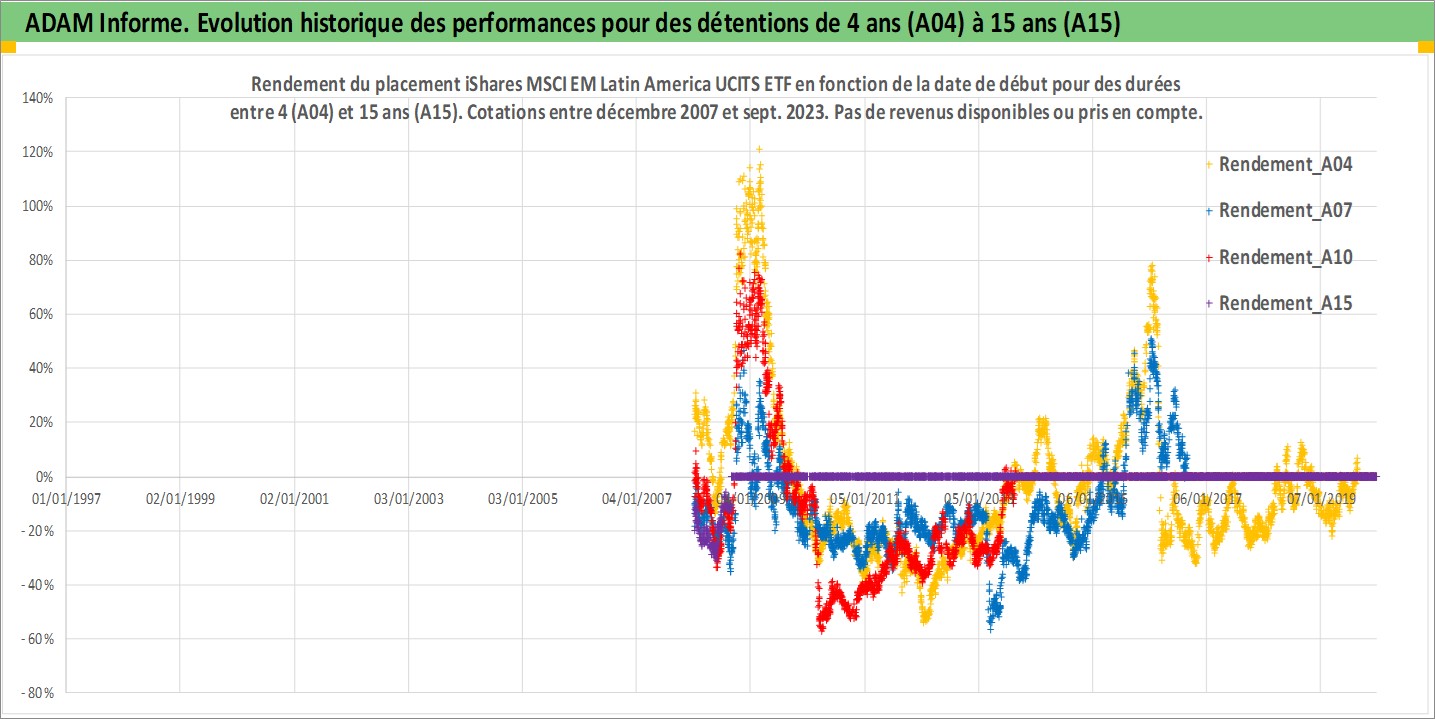 ADAM Informe. Evolution historique des performances pour des détentions de 4 ans (A04) à 15 ans (A15)
Rendement du placement iShares MSCI EM Latin America UCITS ETF en fonction de la date de début pour des durées
entre 4 (A04) et 15 ans (A15). Cotations entre décembre 2007 et sept. 2023. Pas de revenus disponibles ou pris en compte.
140%
120%
100%
80%
60%
40%
20%
0%
-20%
-40%
-60%
-80%
Rendement_A04
Rendement_A07
Rendement_A10
Rendement_A15
01/01/1997
02/01/1999
02/01/2001
03/01/2003
03/01/2005
04/01/2007
06/01/2017
07/01/2019